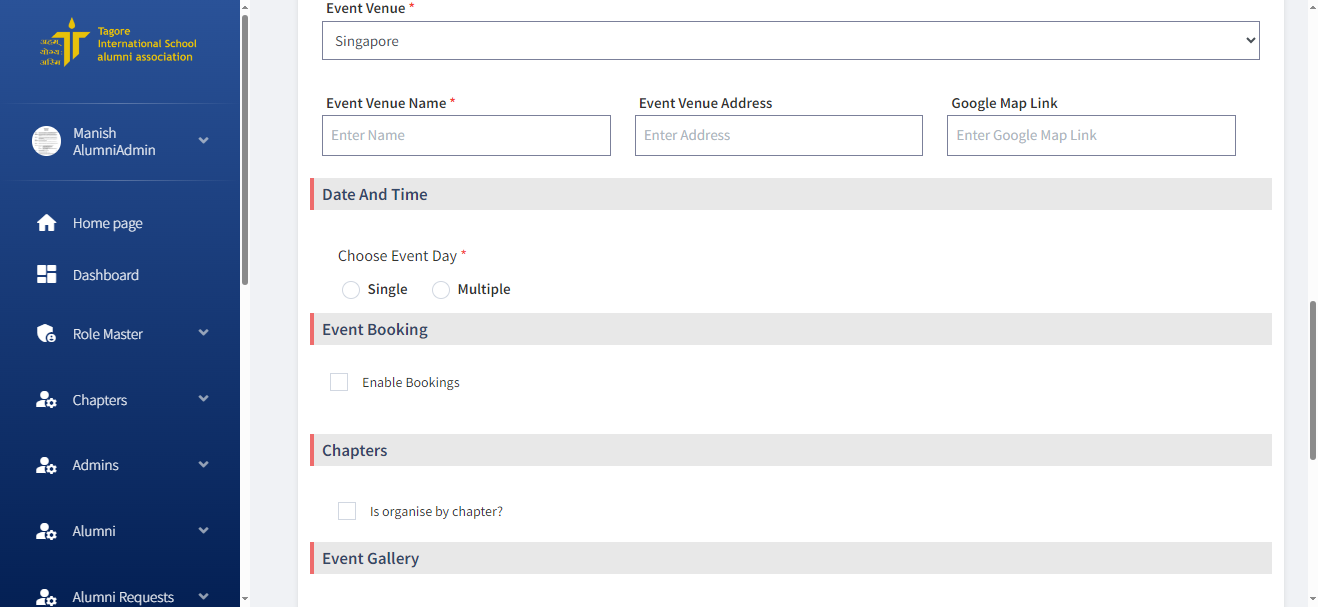 अहम्
योग्यः
अस्मि
Tagore
International School
alumni association
Manish
AlumniAdmin
Home page
Dashboard
Role Master
Chapters
Admins
Alumni
Alumni Requests
Event Venue *
Singapore
Event Venue Name * Event Venue Address Google Map Link
Enter Name Enter Address Enter Google Map Link
Date And Time
Choose Event Day *
Single Multiple
Event Booking
Enable Bookings
Chapters
Is organise by chapter?
Event Gallery